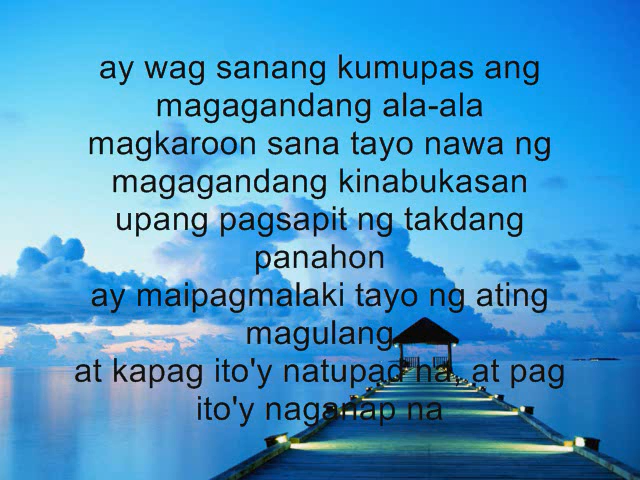 ay wag sanang kumupas ang
magagandang ala-ala
magkaroon sana tayo nawa ng
magagandang kinabukasan
upang pagsapit ng takdang
panahon
ay maipagmalaki tayo ng ating
magulang
at kapag ito'y natupad na, at pag
ito'y naganap na